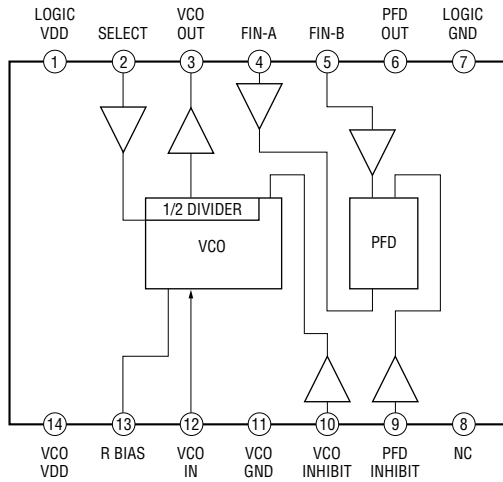 LOGIC
VDD
SELECT
VCO
OUT
FIN-A
FIN-B
PFD
OUT
LOGIC
GND
1
2
3
4
5
6
7
1/2 DIVIDER
VCO
PFD
14
13
12
11
10
9
8
VCO
VDD
R BIAS
VCO
IN
VCO
GND
VCO
INHIBIT
PFD
INHIBIT
NC